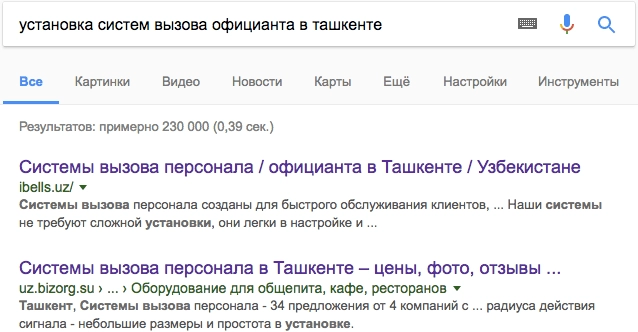 установка систем вызова официанта в ташкенте
Все Картинки Видео Новости Карты Ещё Настройки Инструменты
Результатов: примерно 230 000 (0,39 сек.)
Системы вызова персонала / официанта в Ташкенте / Узбекистане
ibells.uz/
Системы вызова персонала созданы для быстрого обслуживания клиентов, ... Наши системы
не требуют сложной установки, они легки в настройке и ...
Системы вызова персонала в Ташкенте – цены, фото, отзывы ...
uz.bizorg.su › ... › Оборудование для общепита, кафе, ресторанов
Ташкент, Системы вызова персонала - 34 предложения от 4 компаний с ... радиуса действия
сигнала - небольшие размеры и простота в установке.